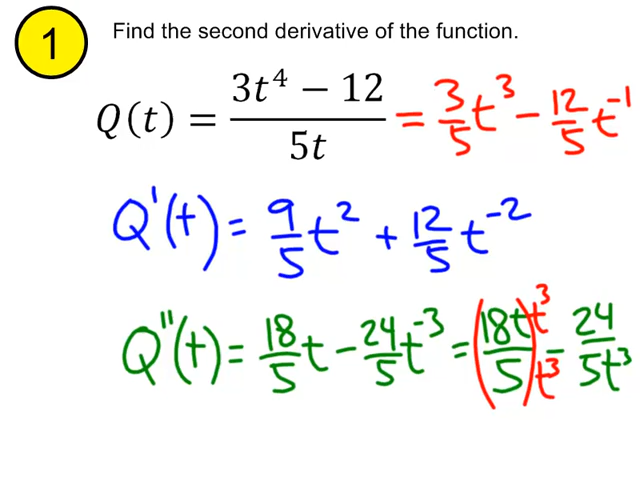 1 Find the second derivative of the function.
Q(t) = (3t⁴ − 12)/(5t) = 3/5 t³ − 12/5 t⁻¹
Q'(t) = 9/5 t² + 12/5 t⁻²
Q''(t) = 18/5 t − 24/5 t⁻³ = (18t/5) t³/t³ − 24/(5t³)